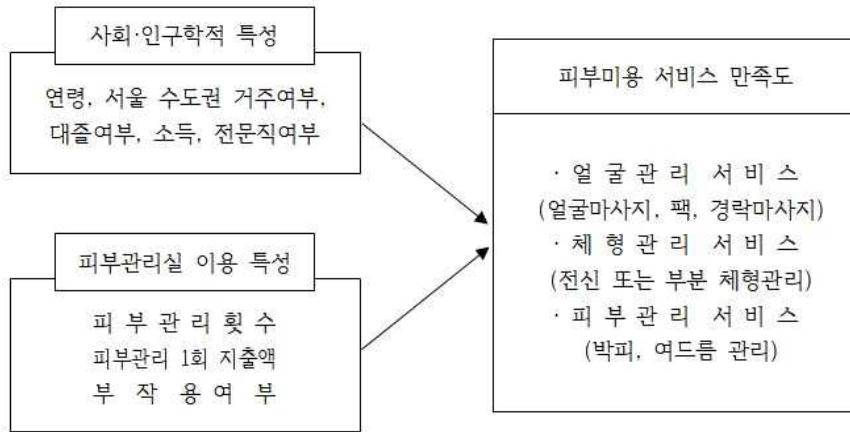 사회·인구학적 특성
연령, 서울 수도권 거주여부,
대졸여부, 소득, 전문직여부
피부관리실 이용 특성
피 부 관 리 횟 수
피부관리 1회 지출액
부 작 용 여 부
피부미용 서비스 만족도
· 얼 굴 관 리 서 비 스
(얼굴마사지, 팩, 경락마사지)
· 체 형 관 리 서 비 스
(전신 또는 부분 체형관리)
· 피 부 관 리 서 비 스
(박피, 여드름 관리)